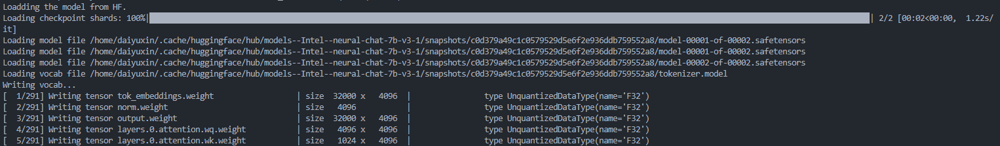 Loadding the model from HF.
Loading checkpoint shards: 100%| | 2/2 [00:02<00:00,  1.22s/
it]
Loading model file /home/daiyuxin/.cache/huggingface/hub/models--Intel--neural-chat-7b-v3-1/snapshots/c0d379a49c1c0579529d5e6f2e936ddb759552a8/model-00001-of-00002.safetensors
Loading model file /home/daiyuxin/.cache/huggingface/hub/models--Intel--neural-chat-7b-v3-1/snapshots/c0d379a49c1c0579529d5e6f2e936ddb759552a8/model-00001-of-00002.safetensors
Loading model file /home/daiyuxin/.cache/huggingface/hub/models--Intel--neural-chat-7b-v3-1/snapshots/c0d379a49c1c0579529d5e6f2e936ddb759552a8/model-00002-of-00002.safetensors
Loading vocab file /home/daiyuxin/.cache/huggingface/hub/models--Intel--neural-chat-7b-v3-1/snapshots/c0d379a49c1c0579529d5e6f2e936ddb759552a8/tokenizer.model
Writing vocab...
[  1/291] Writing tensor tok_embeddings.weight | size  32000 x   4096  | type UnquantizedDataType(name='F32')
[  2/291] Writing tensor norm.weight | size   4096 | type UnquantizedDataType(name='F32')
[  3/291] Writing tensor output.weight | size  32000 x   4096  | type UnquantizedDataType(name='F32')
[  4/291] Writing tensor layers.0.attention.wq.weight | size   4096 x   4096  | type UnquantizedDataType(name='F32')
[  5/291] Writing tensor layers.0.attention.wk.weight | size   1024 x   4096  | type UnquantizedDataType(name='F32')